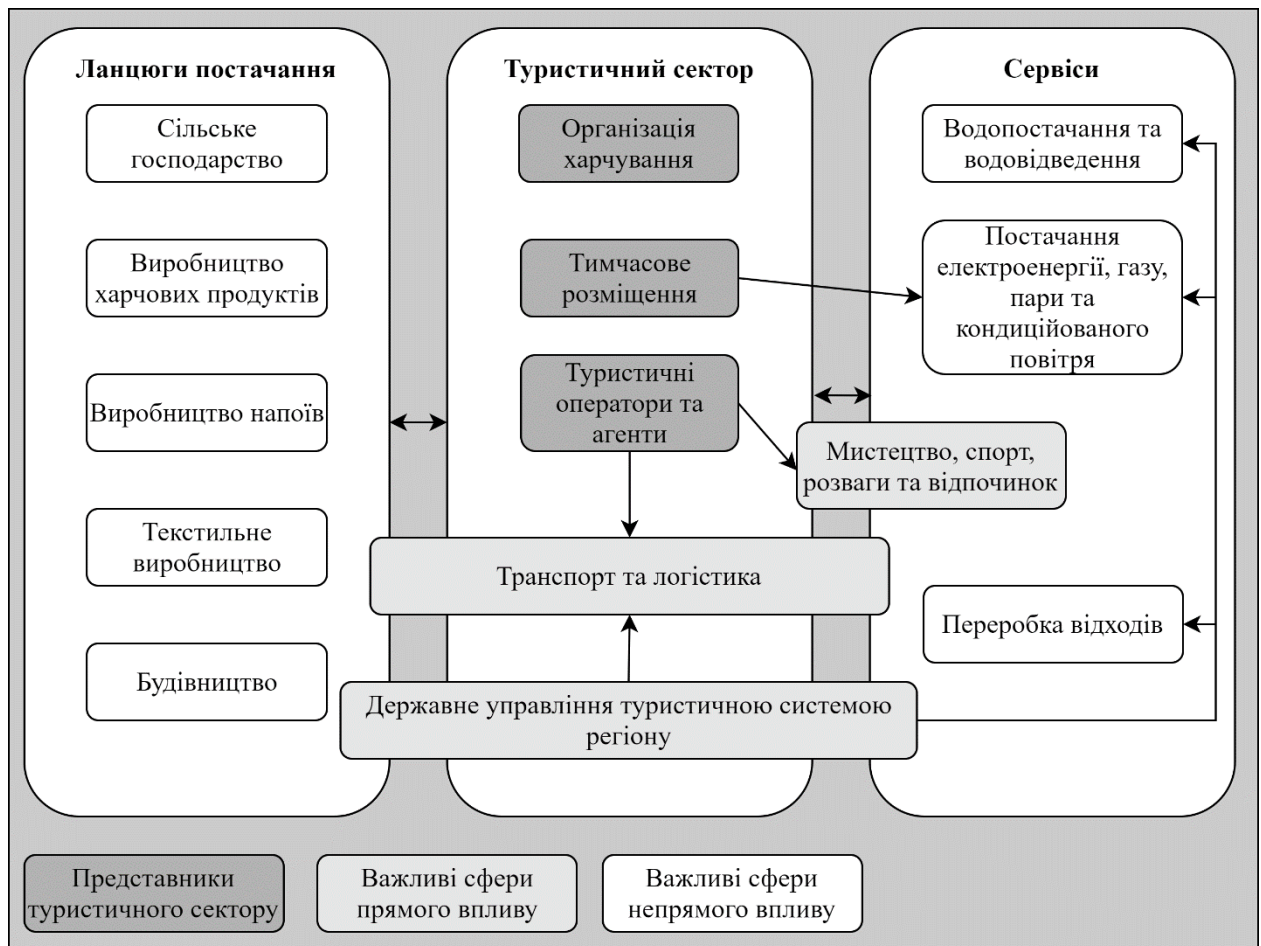 Ланцюги постачання
Сільське
господарство
Виробництво
харчових продуктів
Виробництво напоїв
Текстильне
виробництво
Будівництво
Туристичний сектор
Організація
харчування
Тимчасове
розміщення
Туристичні
оператори та
агенти
Транспорт та логістика
Державне управління туристичною системою
регіону
Сервіси
Водопостачання та
водовідведення
Постачання
електроенергії, газу,
пари та
кондиційованого
повітря
Мистецтво, спорт,
розваги та відпочинок
Переробка відходів
Представники
туристичного сектору
Важливі сфери
прямого впливу
Важливі сфери
непрямого впливу